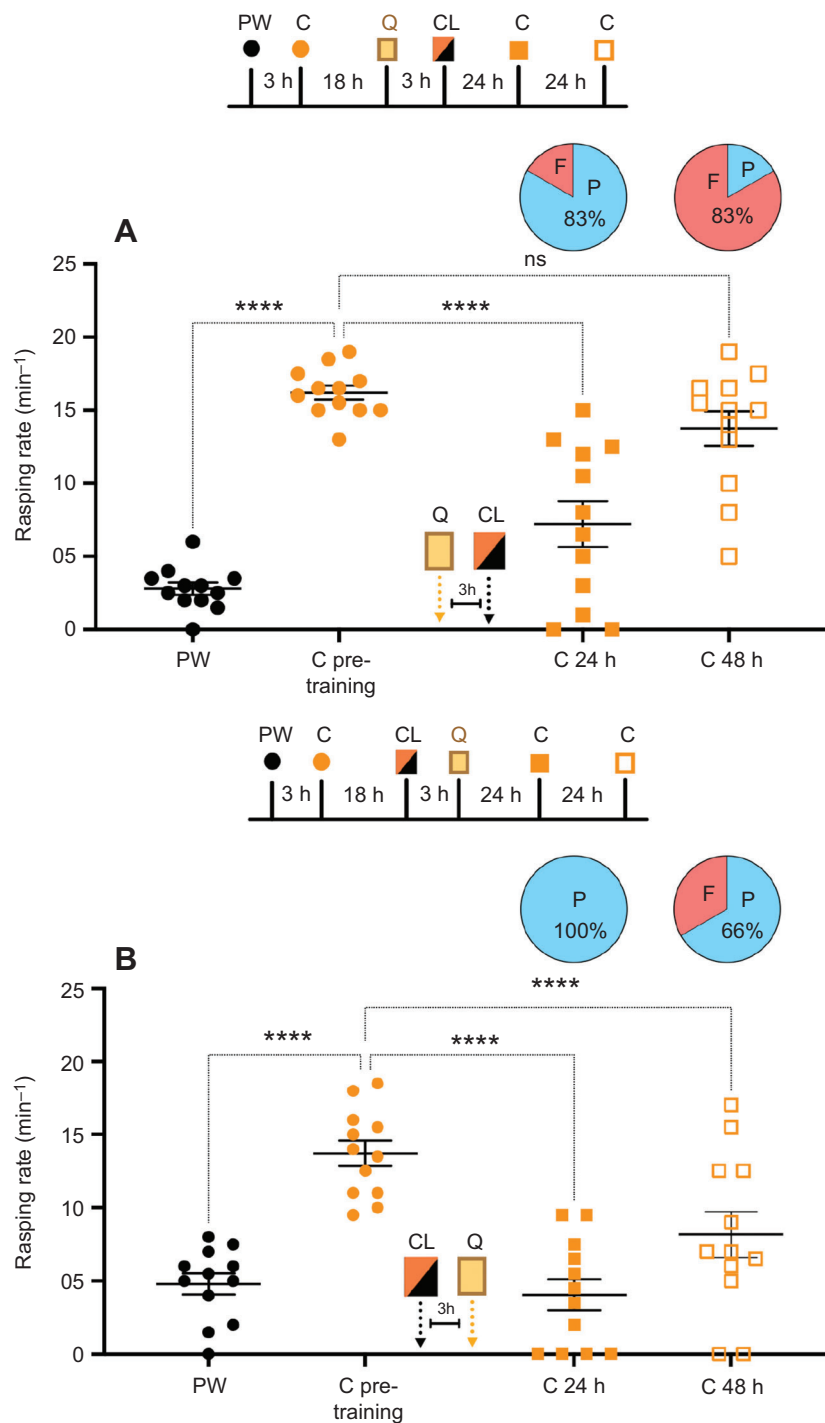 PW C Q CL C C
3 h 18 h 3 h 24 h 24 h
F P 83% F P 83%
A
ns
**** ****
25
20
15
10
05
0
Rasping rate (min–1)
Q CL
3h
PW C pre-training C 24 h C 48 h
PW C CL Q C C
3 h 18 h 3 h 24 h 24 h
P 100% F P 66%
B
****
**** ****
25
20
15
10
05
0
Rasping rate (min–1)
CL Q
3h
PW C pre-training C 24 h C 48 h